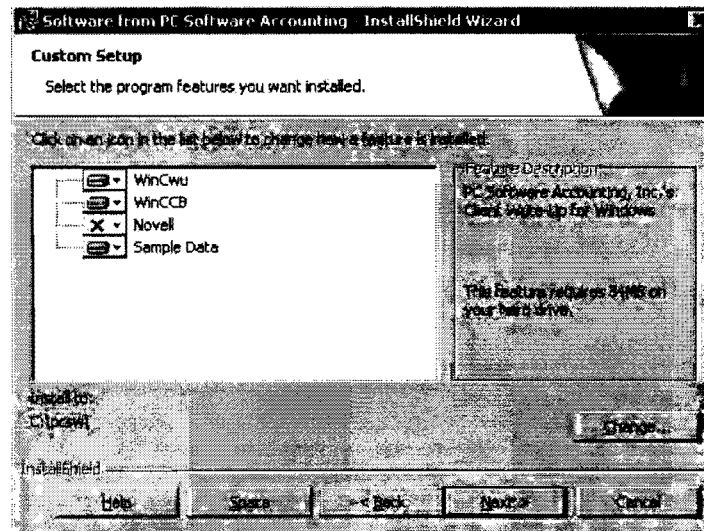 Software from PC Software Accounting - InstallShield Wizard
Custom Setup
Select the program features you want installed.
Click on an icon in the list below to change how a feature is installed.
WinCwu
WinCCB
Novell
Sample Data
Feature Description
PC Software Accounting, Inc.'s
Client Write-Up for Windows
This feature requires 34MB on
your hard drive.
Install to:
Change...
InstallShield
Help
Space
< Back
Next >
Cancel